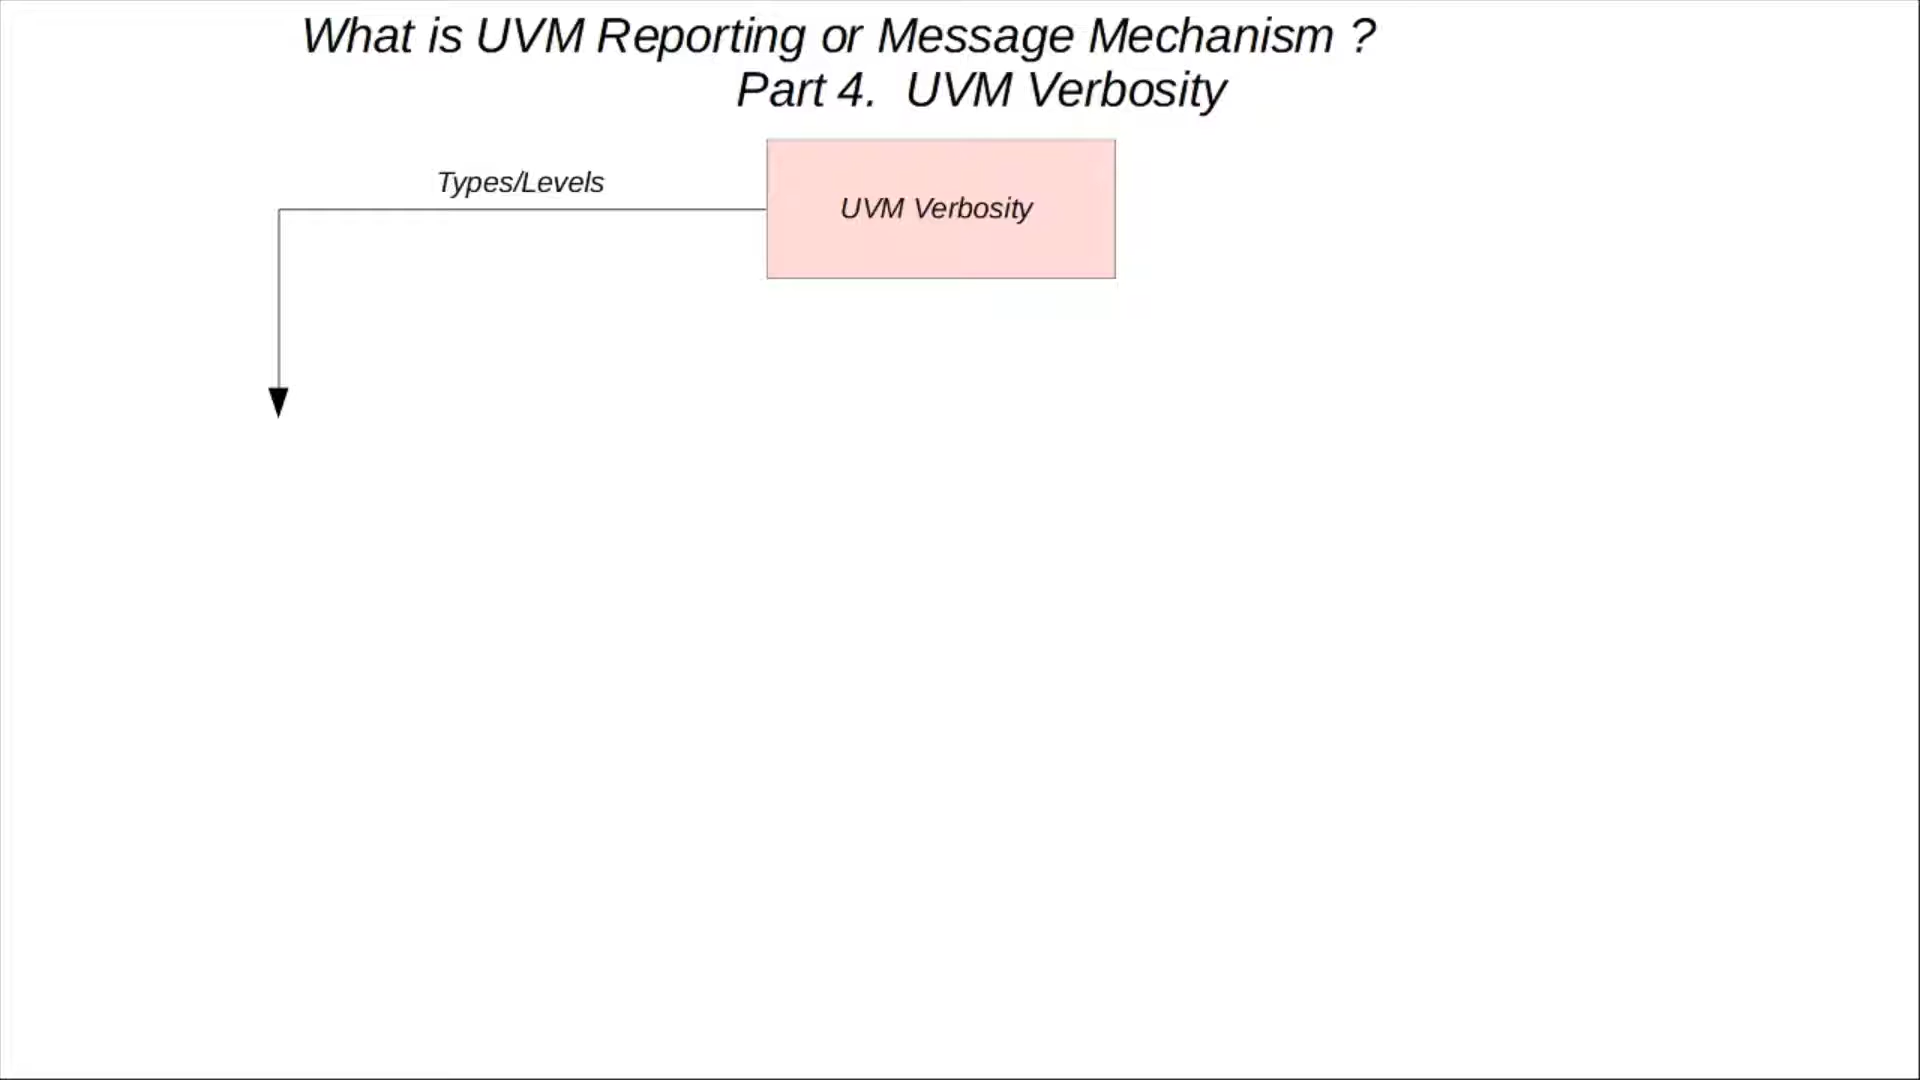 What is UVM Reporting or Message Mechanism ?
Part 4. UVM Verbosity
Types/Levels
UVM Verbosity